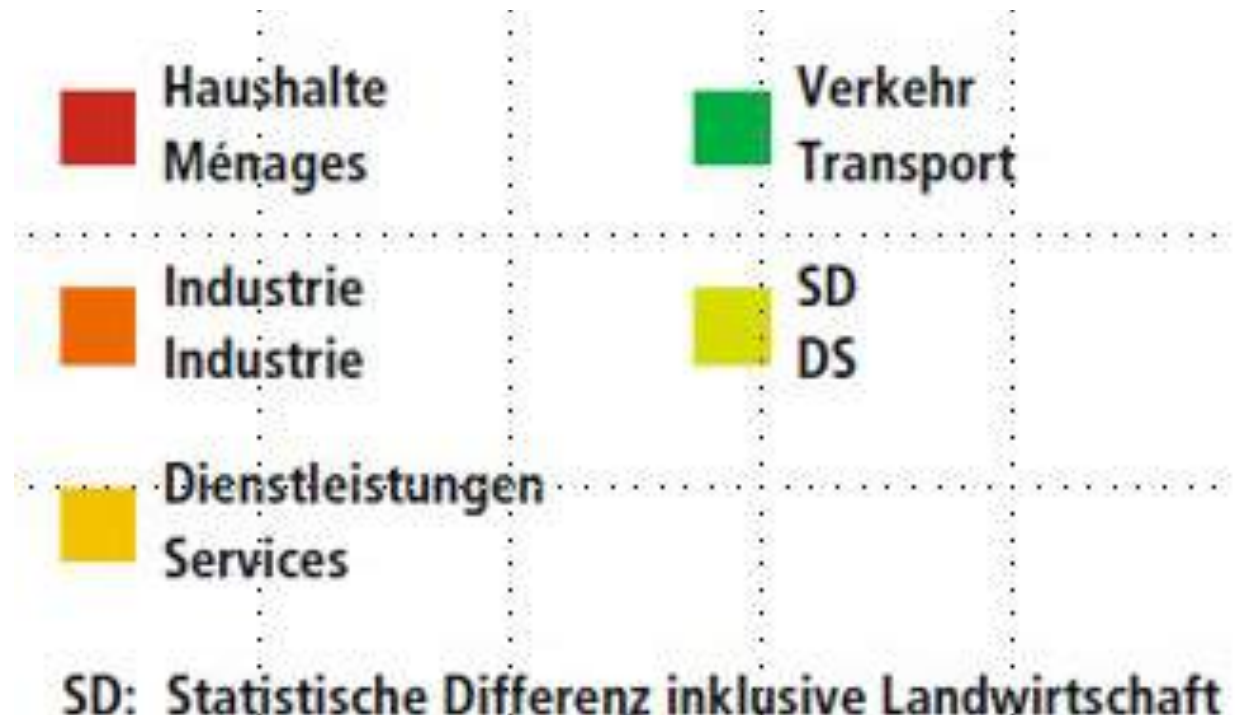 Haushalte
Ménages
Industrie
Industrie
Dienstleistungen
Services
Verkehr
Transport
SD
DS
SD: Statistische Differenz inklusive Landwirtschaft